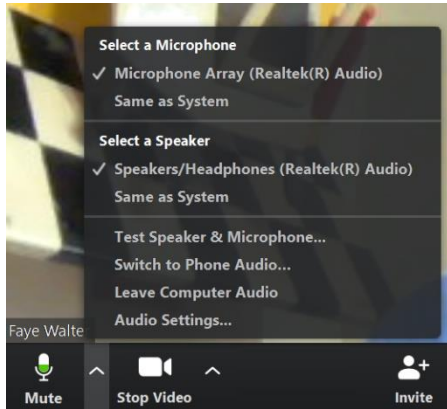 Select a Microphone
✓ Microphone Array (Realtek(R) Audio)
Same as System
Select a Speaker
✓ Speakers/Headphones (Realtek(R) Audio)
Same as System
Test Speaker & Microphone...
Switch to Phone Audio...
Leave Computer Audio
Audio Settings...
Faye Walte
Mute
Stop Video
Invite